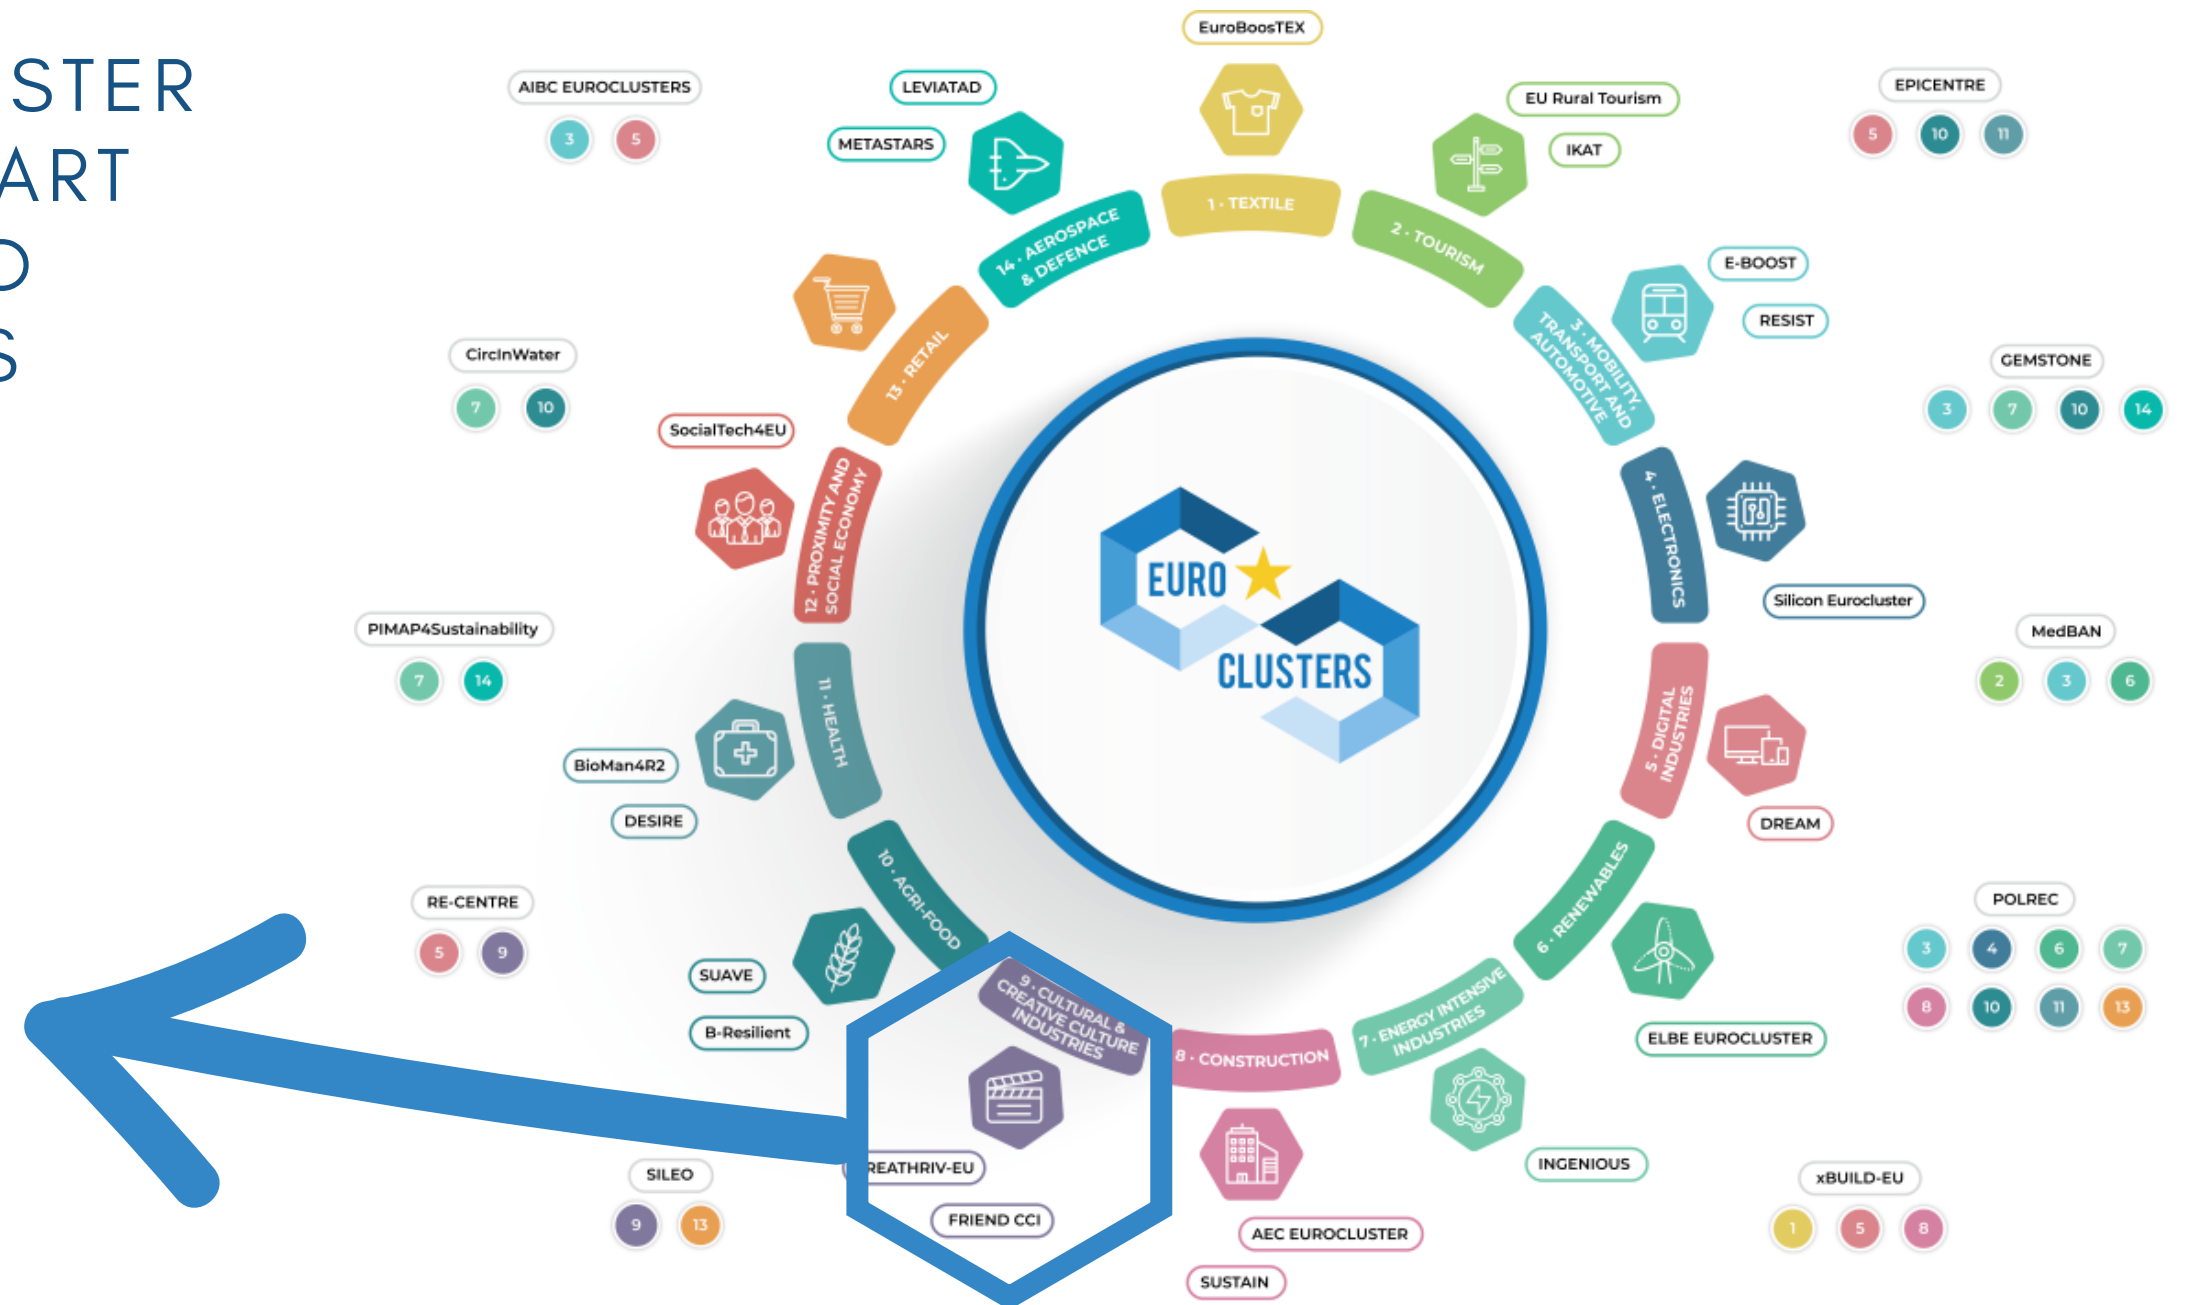 STER
ART
O
S
EuroBoosTEX
AIBC EUROCLUSTERS
3 5
LEVIATAD
METASTARS
EU Rural Tourism
IKAT
EPICENTRE
5 10 11
1 · TEXTILE
2 · TOURISM
3 · MOBILITY,
TRANSPORT AND
AUTOMOTIVE
E-BOOST
RESIST
GEMSTONE
3 7 10 14
4 · ELECTRONICS
Silicon Eurocluster
MedBAN
2 3 6
5 · DIGITAL
INDUSTRIES
DREAM
6 · RENEWABLES
ELBE EUROCLUSTER
POLREC
3 4 6 7
8 10 11 13
7 · ENERGY INTENSIVE
INDUSTRIES
INGENIOUS
xBUILD-EU
1 5 8
8 · CONSTRUCTION
AEC EUROCLUSTER
SUSTAIN
9 · CULTURAL &
CREATIVE CULTURE
INDUSTRIES
REATHRIV-EU
FRIEND CCI
SILEO
9 13
10 · AGRI-FOOD
SUAVE
B-Resilient
RE-CENTRE
5 9
11 · HEALTH
BioMan4R2
DESIRE
PIMAP4Sustainability
7 14
12 · PROXIMITY AND
SOCIAL ECONOMY
SocialTech4EU
CircInWater
7 10
13 · RETAIL
14 · AEROSPACE
& DEFENCE
EURO
CLUSTERS